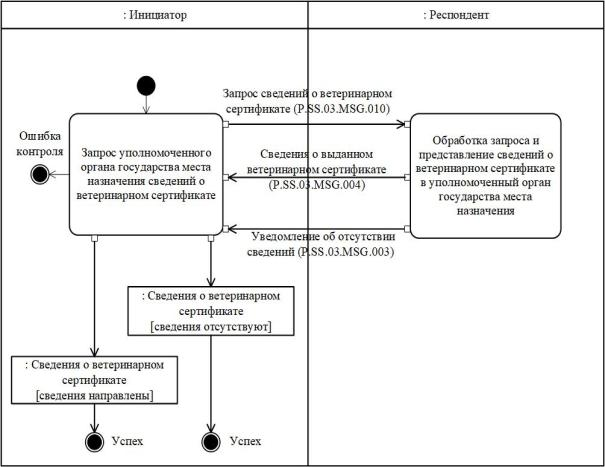 : Инициатор
: Респондент
Запрос сведений о ветеринарном
сертификате (P.SS.03.MSG.010)
Ошибка
контроля
Запрос уполномоченного
органа государства места
назначения сведений о
ветеринарном сертификате
Сведения о выданном
ветеринарном сертификате
(P.SS.03.MSG.004)
Обработка запроса и
представление сведений о
ветеринарном сертификате
в уполномоченный орган
государства места
назначения
Уведомление об отсутствии
сведений (P.SS.03.MSG.003)
: Сведения о ветеринарном
сертификате
[сведения отсутствуют]
: Сведения о ветеринарном
сертификате
[сведения направлены]
Успех
Успех